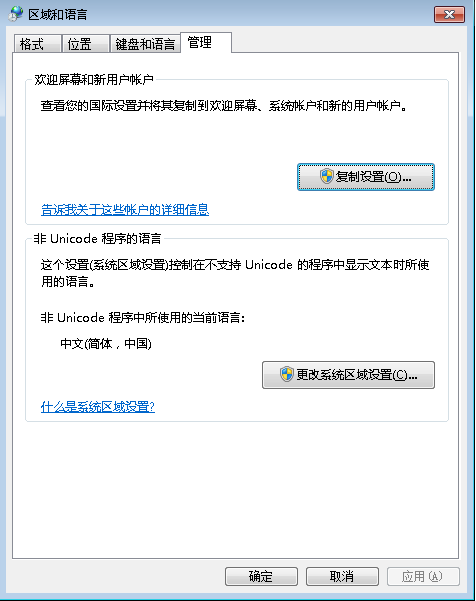 区域和语言
格式 位置 键盘和语言 管理
欢迎屏幕和新用户帐户
查看您的国际设置并将其复制到欢迎屏幕、系统帐户和新的用户帐户。
复制设置(O)...
告诉我关于这些帐户的详细信息
非 Unicode 程序的语言
这个设置(系统区域设置)控制在不支持 Unicode 的程序中显示文本时所使
用的语言。
非 Unicode 程序中所使用的当前语言:
中文(简体，中国)
更改系统区域设置(C)...
什么是系统区域设置?
确定 取消 应用(A)